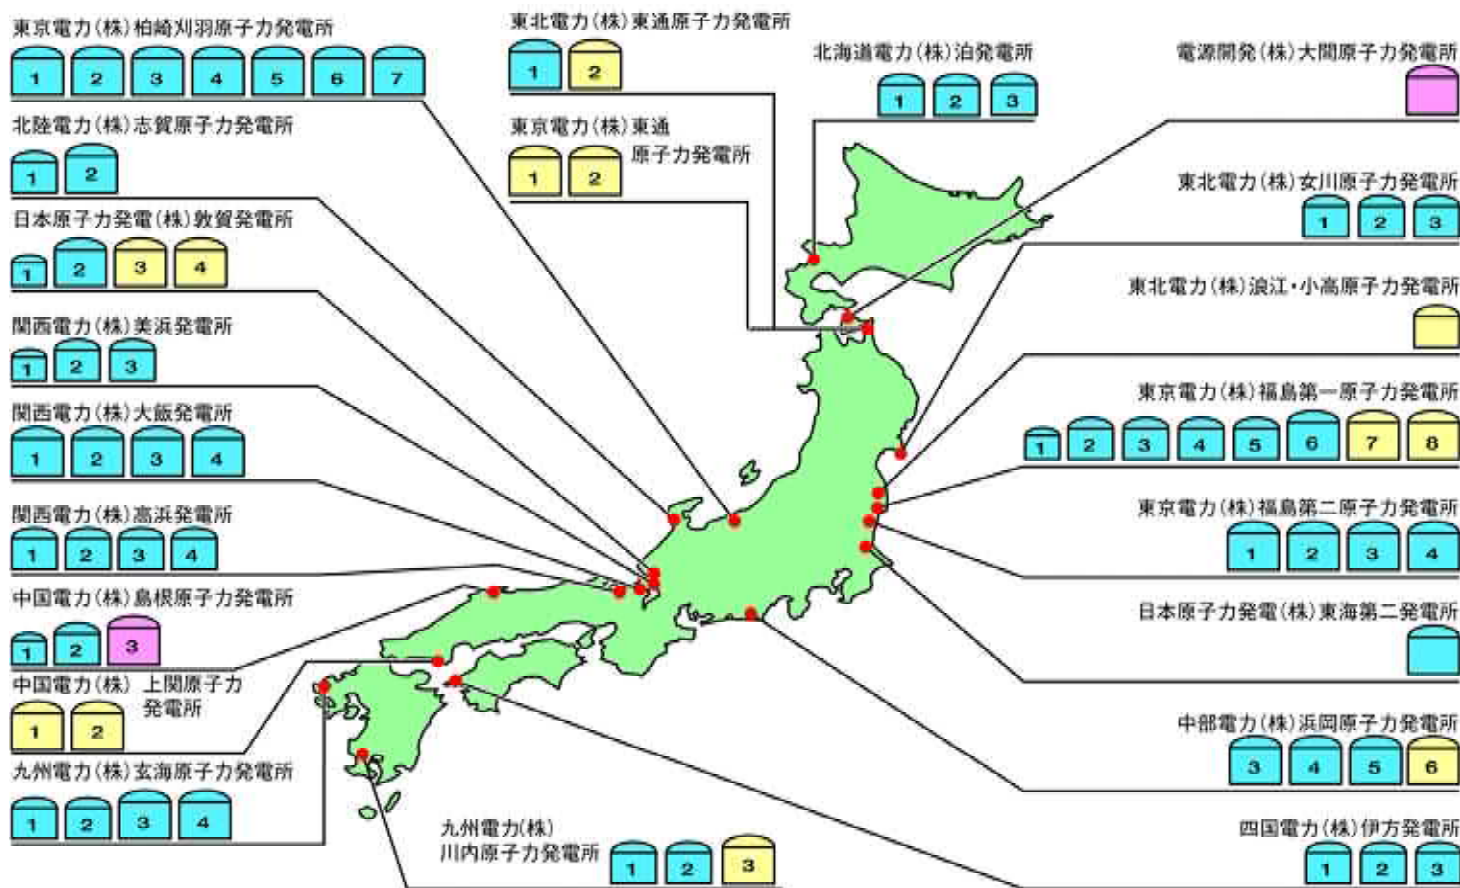 東京電力(株)柏崎刈羽原子力発電所
1 2 3 4 5 6 7
北陸電力(株)志賀原子力発電所
1 2
日本原子力発電(株)敦賀発電所
1 2 3 4
関西電力(株)美浜発電所
1 2 3
関西電力(株)大飯発電所
1 2 3 4
関西電力(株)高浜発電所
1 2 3 4
中国電力(株)島根原子力発電所
1 2 3
中国電力(株) 上関原子力
発電所
1 2
九州電力(株)玄海原子力発電所
1 2 3 4
東北電力(株)東通原子力発電所
1 2
東京電力(株)東通
原子力発電所
1 2
北海道電力(株)泊発電所
1 2 3
電源開発(株)大間原子力発電所
東北電力(株)女川原子力発電所
1 2 3
東北電力(株)浪江・小高原子力発電所
東京電力(株)福島第一原子力発電所
1 2 3 4 5 6 7 8
東京電力(株)福島第二原子力発電所
1 2 3 4
日本原子力発電(株)東海第二発電所
中部電力(株)浜岡原子力発電所
3 4 5 6
四国電力(株)伊方発電所
1 2 3
九州電力(株)
川内原子力発電所
1 2 3